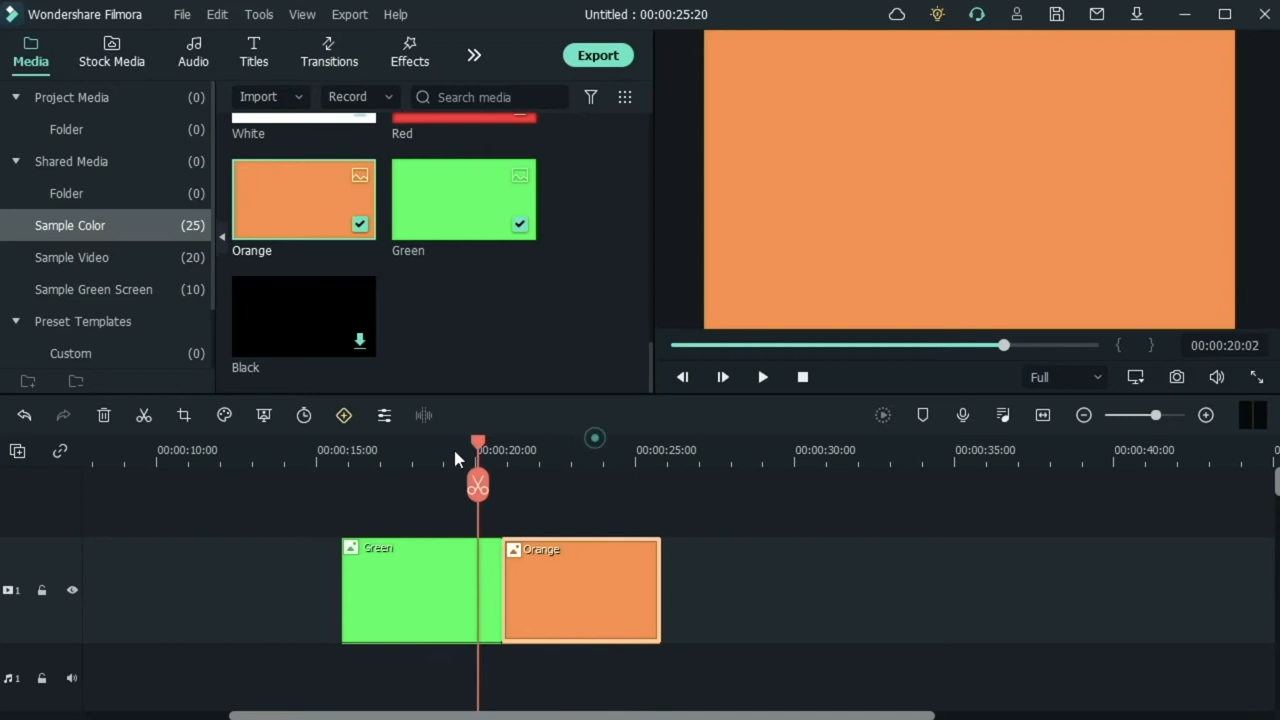 Wondershare Filmora
File
Edit
Tools
View
Export
Help
Untitled : 00:00:25:20
Media
Stock Media
Audio
Titles
Transitions
Effects
Export
Project Media (0)
Folder (0)
Shared Media (0)
Folder (0)
Sample Color (25)
Sample Video (20)
Sample Green Screen (10)
Preset Templates
Custom (0)
Import
Record
Search media
White
Red
Orange
Green
Black
00:00:20:02
Full
00:00:10:00
00:00:15:00
00:00:20:00
00:00:25:00
00:00:30:00
00:00:35:00
00:00:40:00
0
Green
Orange
1
1